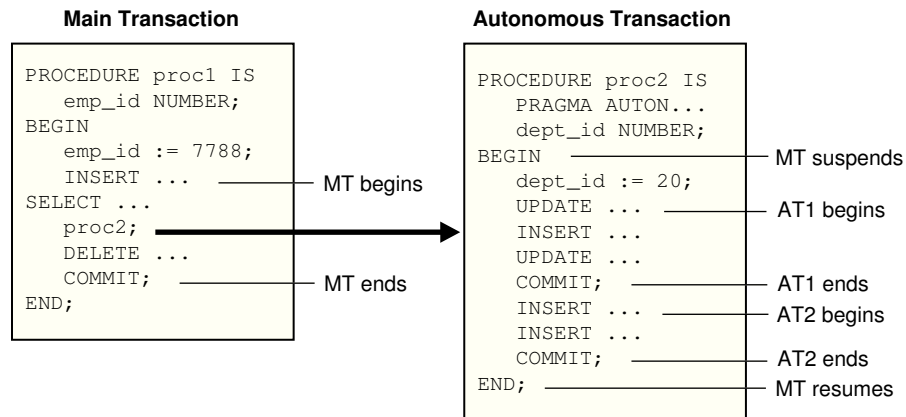 Main Transaction
PROCEDURE proc1 IS
emp_id NUMBER;
BEGIN
emp_id := 7788;
INSERT ...
MT begins
SELECT ...
proc2;
DELETE ...
COMMIT;
MT ends
END;
Autonomous Transaction
PROCEDURE proc2 IS
PRAGMA AUTON...
dept_id NUMBER;
BEGIN
MT suspends
dept_id := 20;
UPDATE ...
AT1 begins
INSERT ...
UPDATE ...
COMMIT;
AT1 ends
INSERT ...
AT2 begins
INSERT ...
COMMIT;
AT2 ends
END;
MT resumes